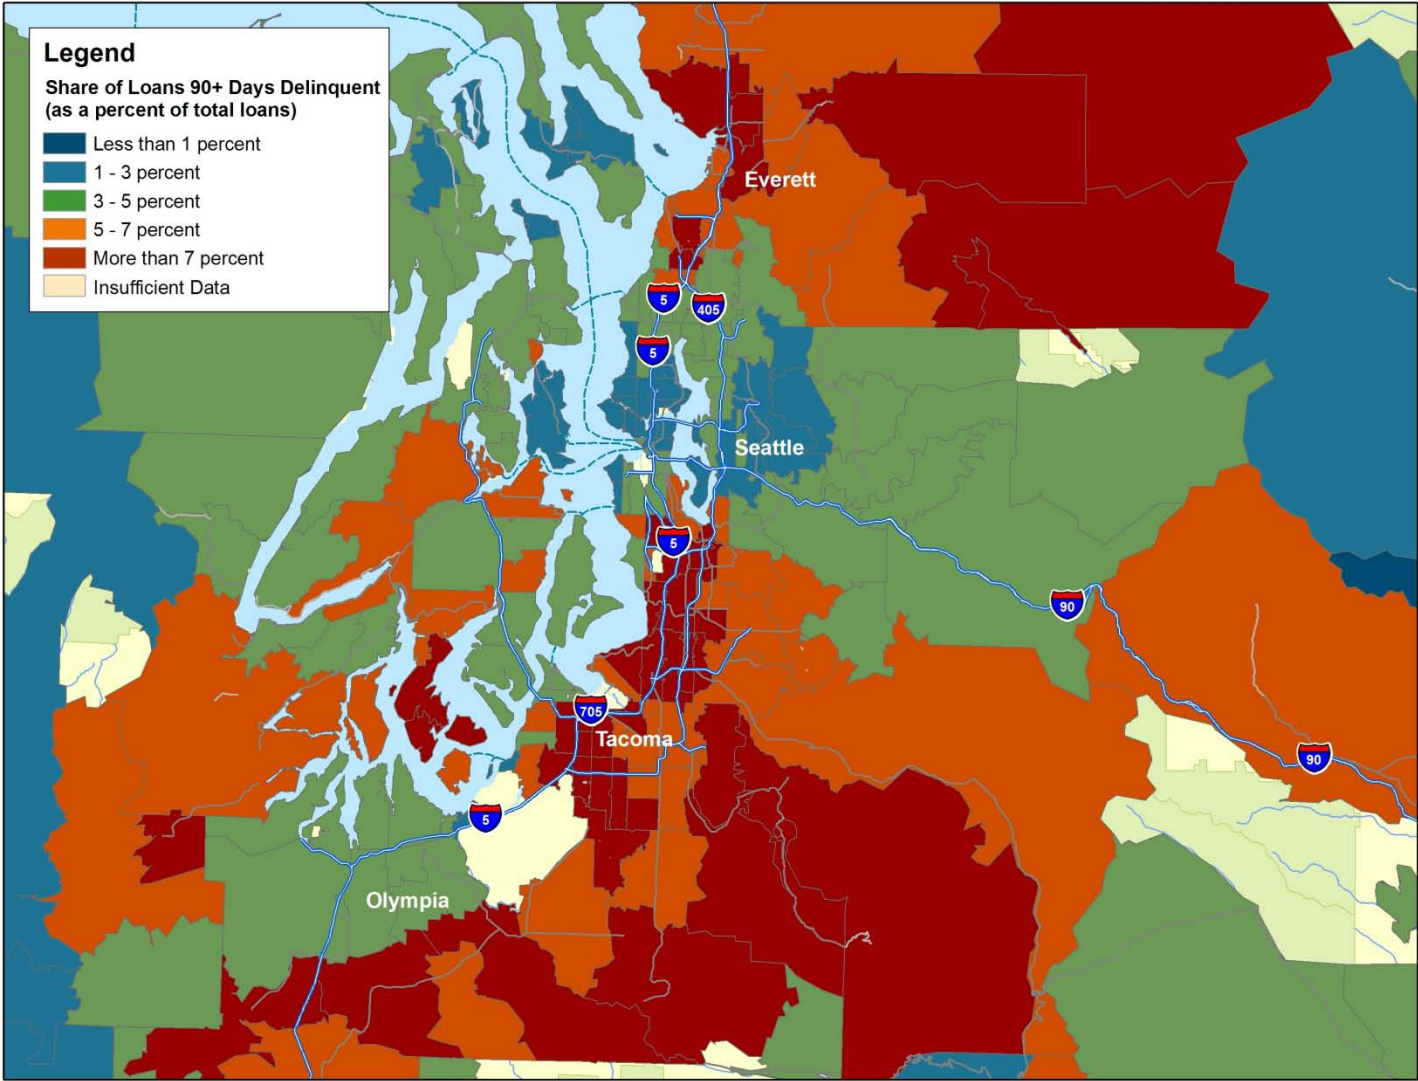 Legend
Share of Loans 90+ Days Delinquent
(as a percent of total loans)
Less than 1 percent
1 - 3 percent
3 - 5 percent
5 - 7 percent
More than 7 percent
Insufficient Data
Everett
5
405
5
Seattle
5
90
705
Tacoma
90
5
Olympia